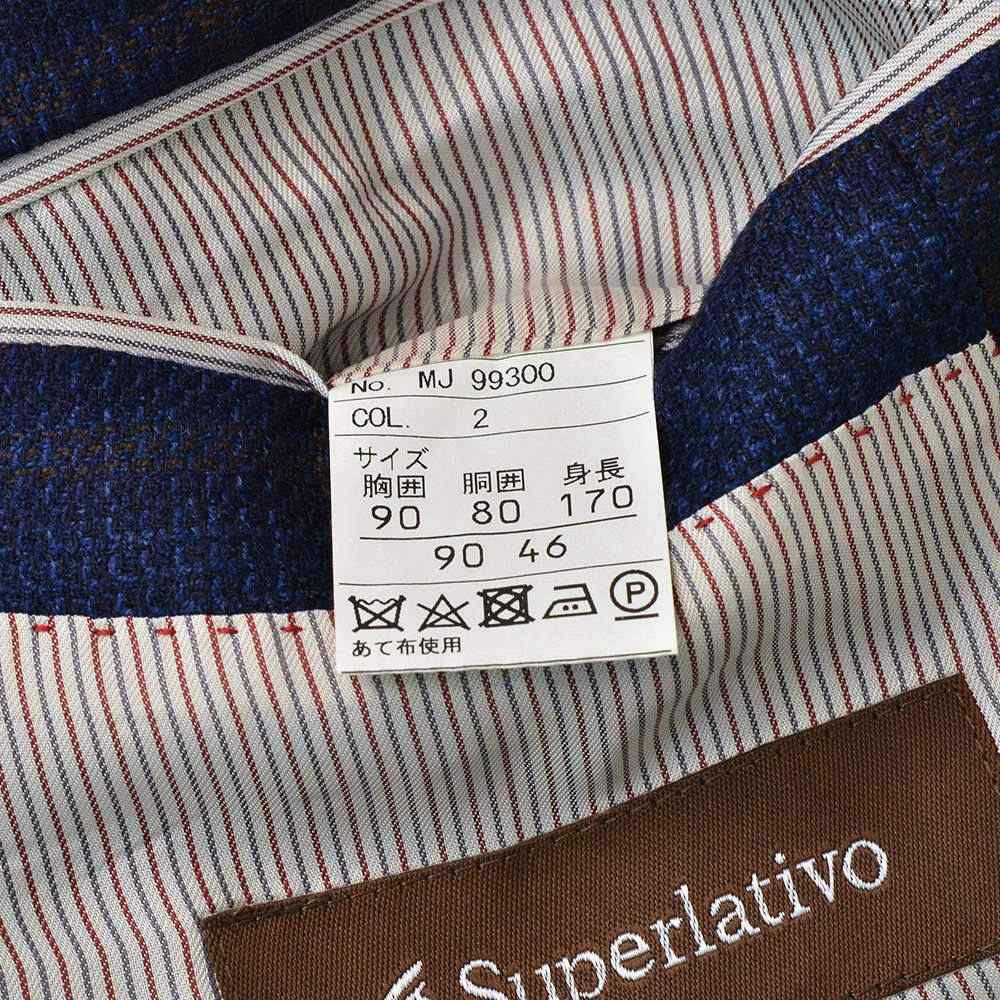 No. MJ 99300
COL. 2
サイズ
胸囲 胴囲 身長
90 80 170
90 46
P
あて布使用
Superlativo